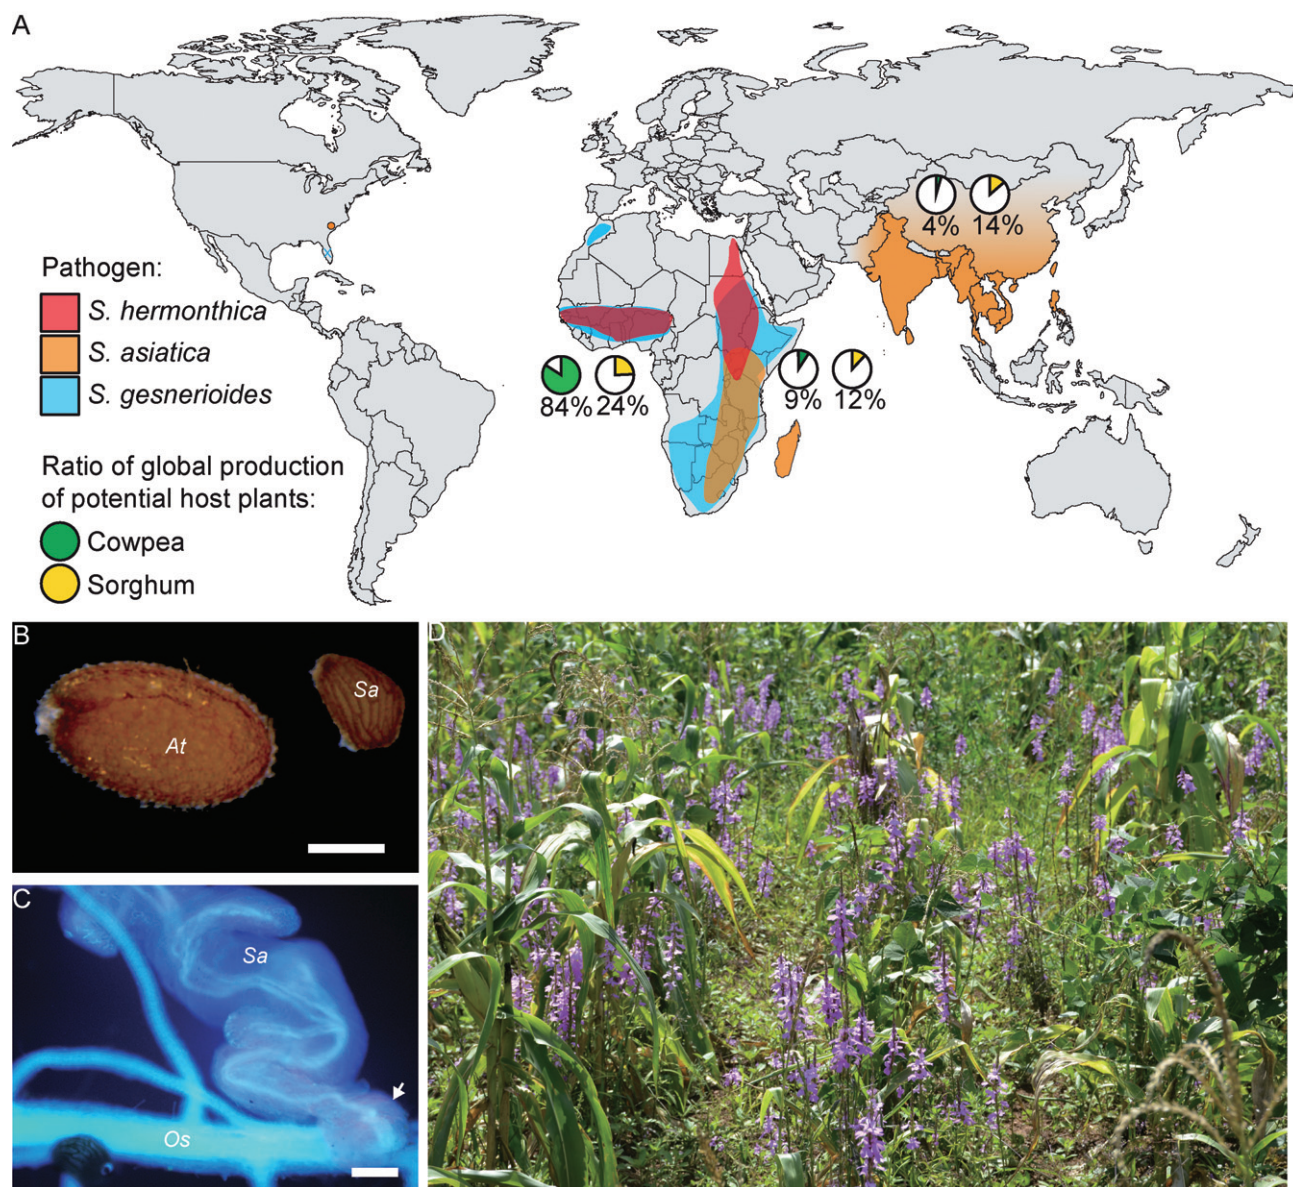 A
4% 14%
Pathogen:
S. hermonthica
S. asiatica
S. gesnerioides
84% 24%
9% 12%
Ratio of global production
of potential host plants:
Cowpea
Sorghum
B
At
Sa
C
Sa
Os
D